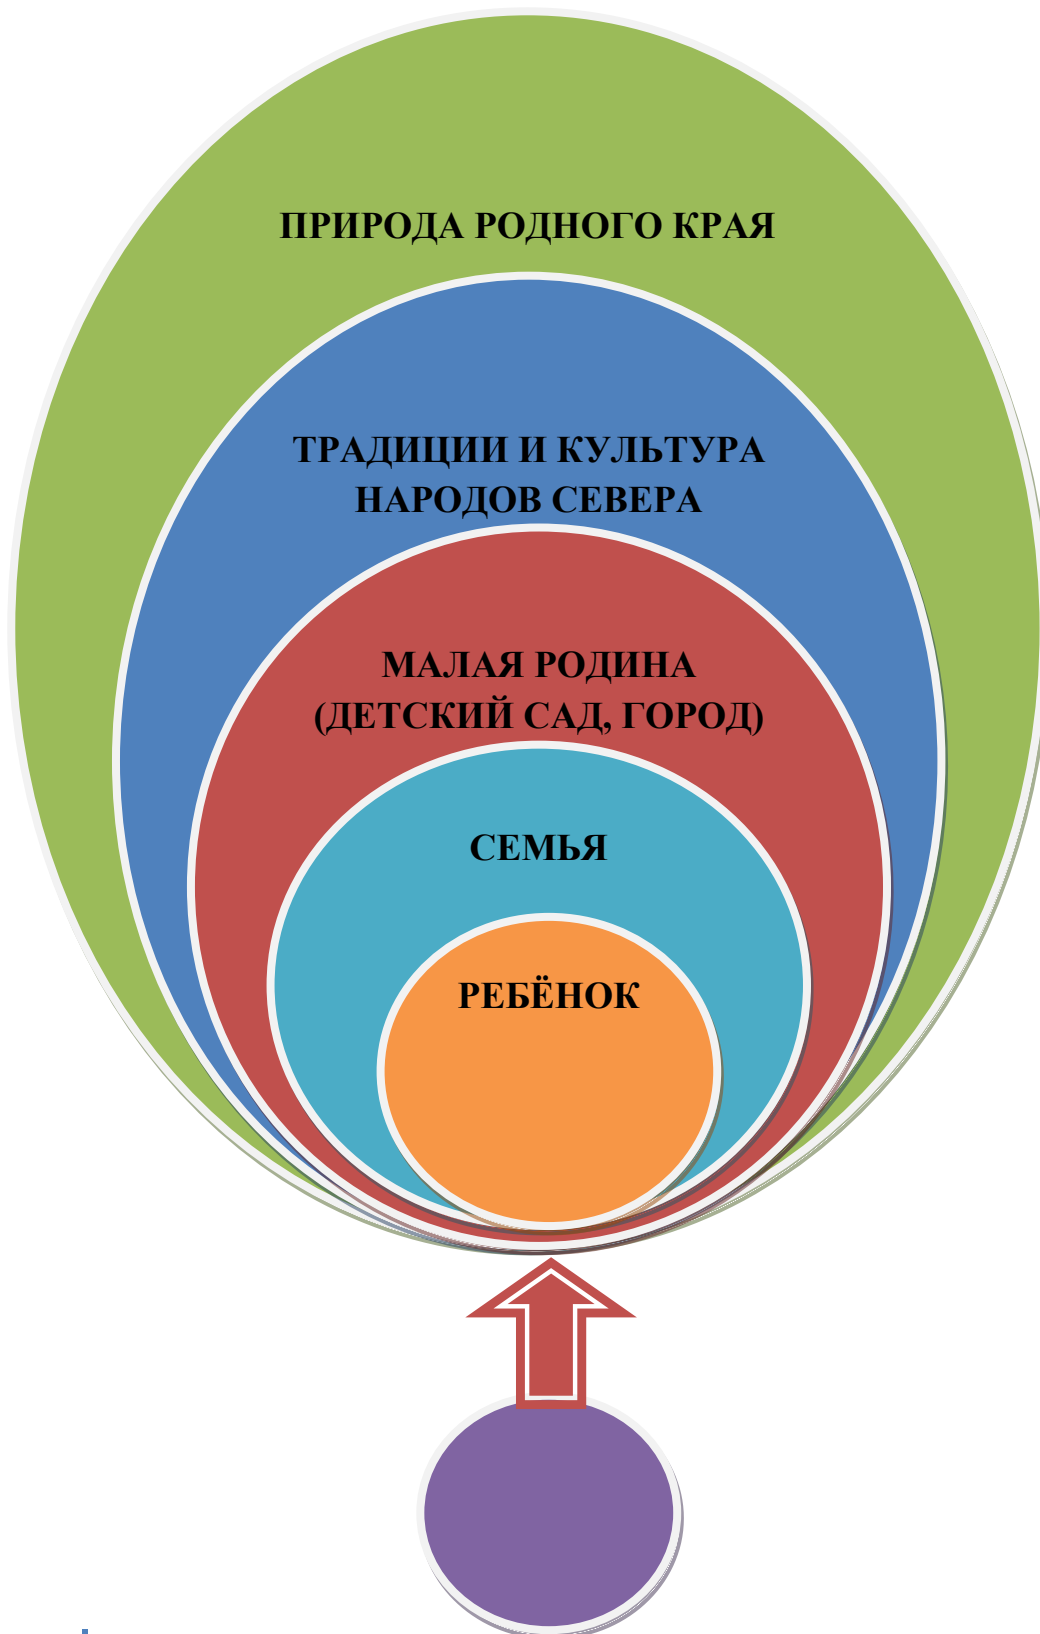 ПРИРОДА РОДНОГО КРАЯ
ТРАДИЦИИ И КУЛЬТУРА
НАРОДОВ СЕВЕРА
МАЛАЯ РОДИНА
(ДЕТСКИЙ САД, ГОРОД)
СЕМЬЯ
РЕБЁНОК